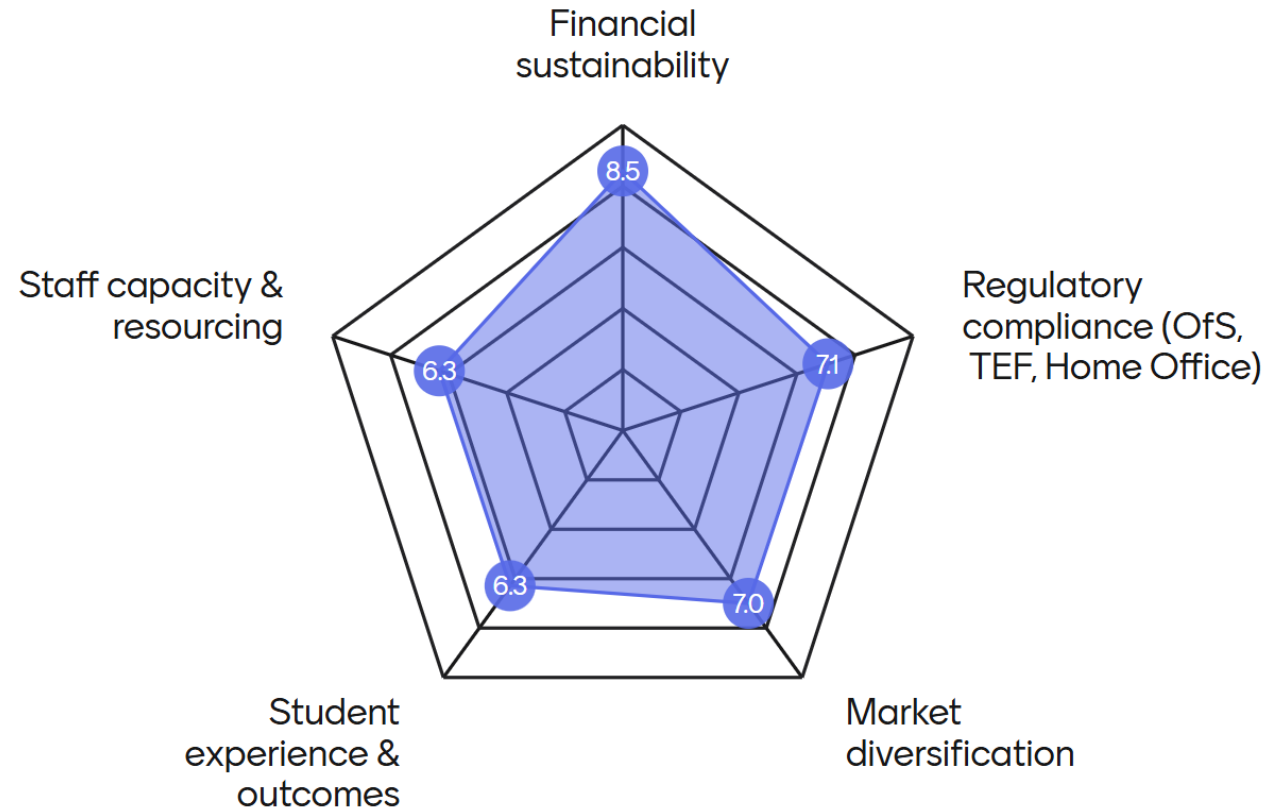 Financial
sustainability
8.5
Staff capacity &
resourcing
6.3
Regulatory
compliance (OfS,
TEF, Home Office)
7.1
6.3
7.0
Student
experience &
outcomes
Market
diversification